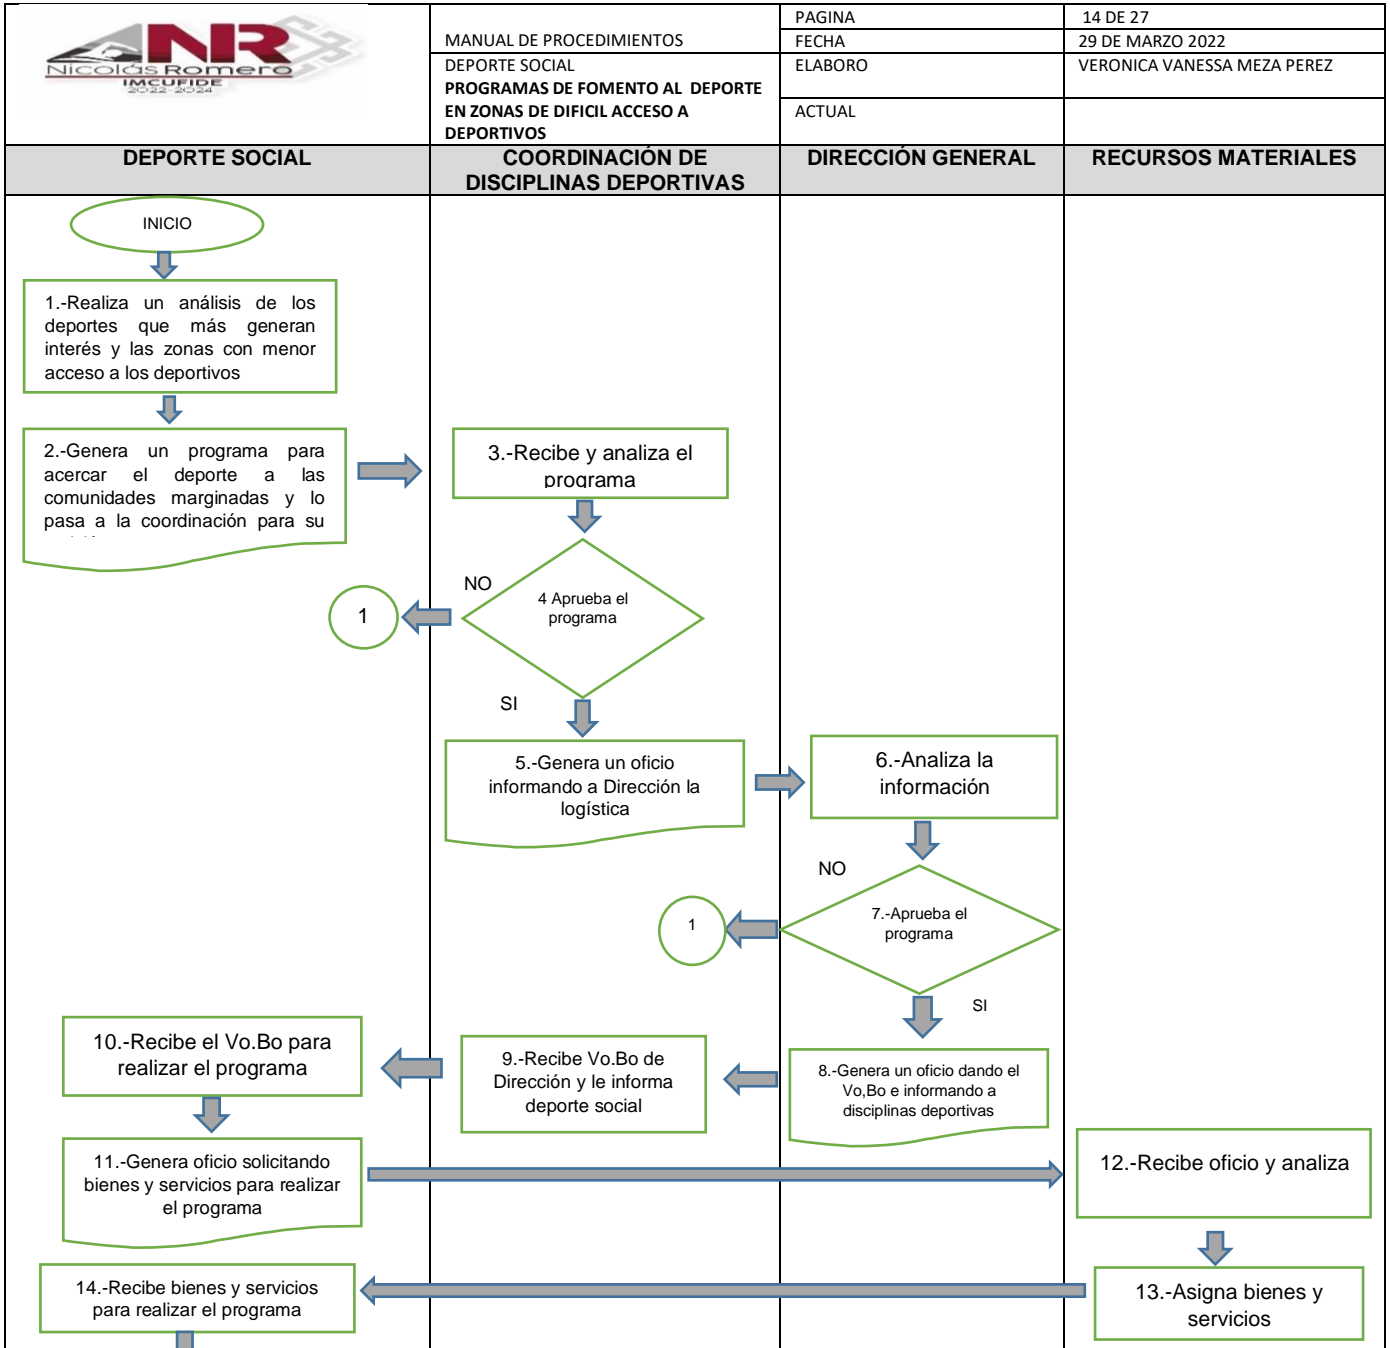 NR
Nicolás Romero
IMCUFIDE
2022-2024
MANUAL DE PROCEDIMIENTOS
DEPORTE SOCIAL
PROGRAMAS DE FOMENTO AL DEPORTE
EN ZONAS DE DIFICIL ACCESO A
DEPORTIVOS
PAGINA
14 DE 27
FECHA
29 DE MARZO 2022
ELABORO
VERONICA VANESSA MEZA PEREZ
ACTUAL
DEPORTE SOCIAL
COORDINACIÓN DE
DISCIPLINAS DEPORTIVAS
DIRECCIÓN GENERAL
RECURSOS MATERIALES
INICIO
1.-Realiza un análisis de los
deportes que más generan
interés y las zonas con menor
acceso a los deportivos
2.-Genera un programa para
acercar el deporte a las
comunidades marginadas y lo
pasa a la coordinación para su
3.-Recibe y analiza el
programa
NO
4 Aprueba el
programa
1
SI
5.-Genera un oficio
informando a Dirección la
logística
6.-Analiza la
información
NO
7.-Aprueba el
programa
1
SI
8.-Genera un oficio dando el
Vo,Bo e informando a
disciplinas deportivas
9.-Recibe Vo.Bo de
Dirección y le informa
deporte social
10.-Recibe el Vo.Bo para
realizar el programa
11.-Genera oficio solicitando
bienes y servicios para realizar
el programa
12.-Recibe oficio y analiza
13.-Asigna bienes y
servicios
14.-Recibe bienes y servicios
para realizar el programa